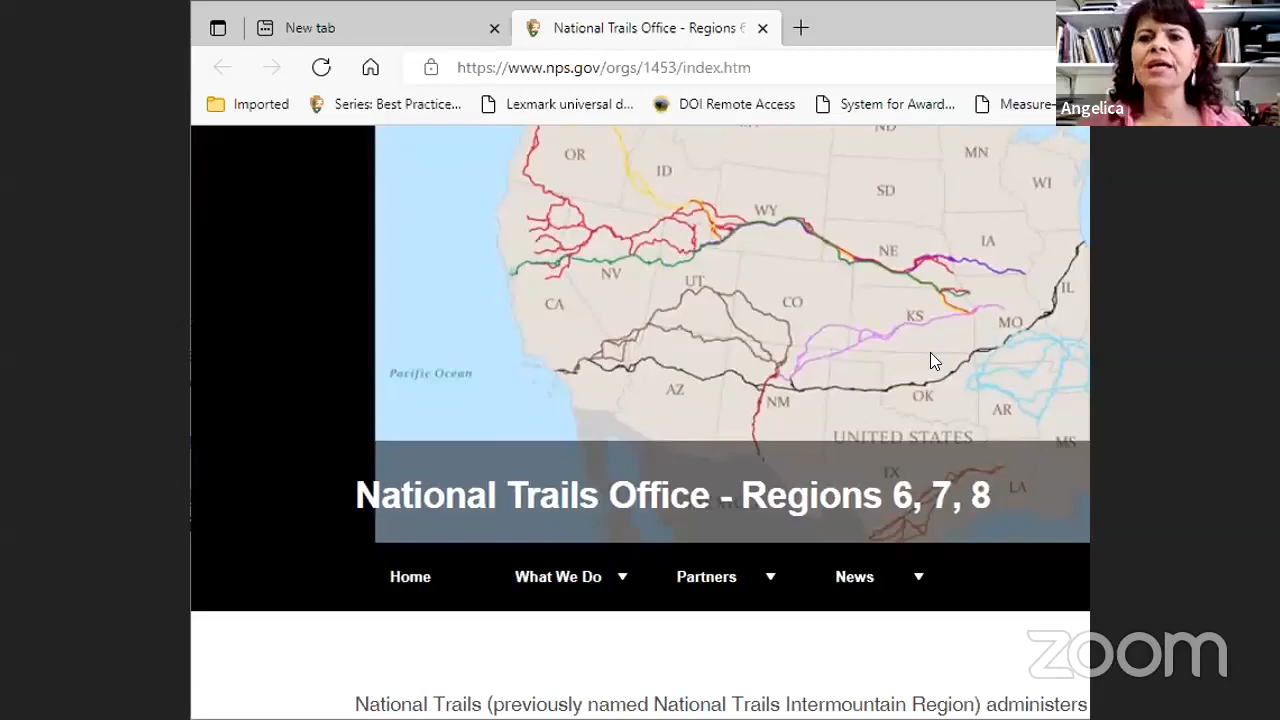 New tab
National Trails Office - Regions 6
https://www.nps.gov/orgs/1453/index.htm
Imported
Series: Best Practice...
Lexmark universal d...
DOI Remote Access
System for Award...
Measure-
Angelica
ND
OR
MN
ID
WI
SD
WY
NE
IA
NV
UT
IL
CA
CO
KS
MO
Pacific Ocean
AZ
NM
OK
AR
UNITED STATES
MS
TX
LA
National Trails Office - Regions 6, 7, 8
Home
What We Do
Partners
News
zoom
National Trails (previously named National Trails Intermountain Region) administers